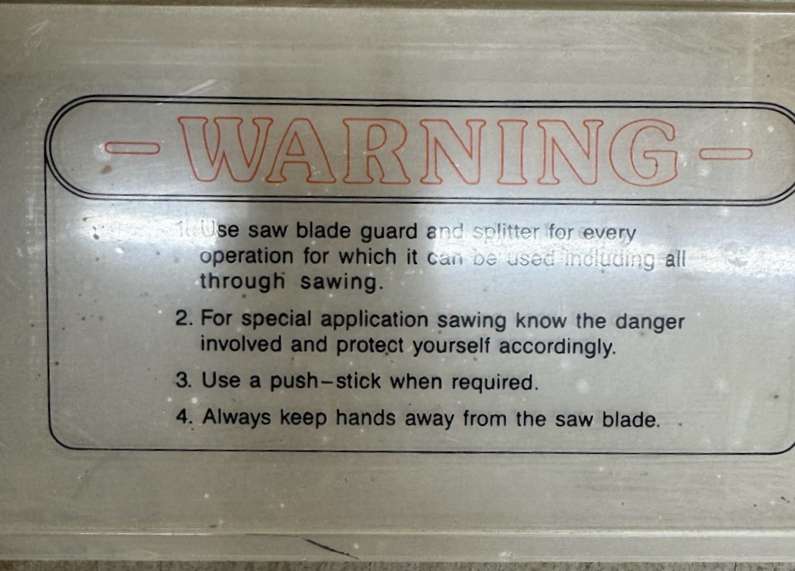 - WARNING -
1. Use saw blade guard and splitter for every
operation for which it can be used including all
through sawing.
2. For special application sawing know the danger
involved and protect yourself accordingly.
3. Use a push-stick when required.
4. Always keep hands away from the saw blade.